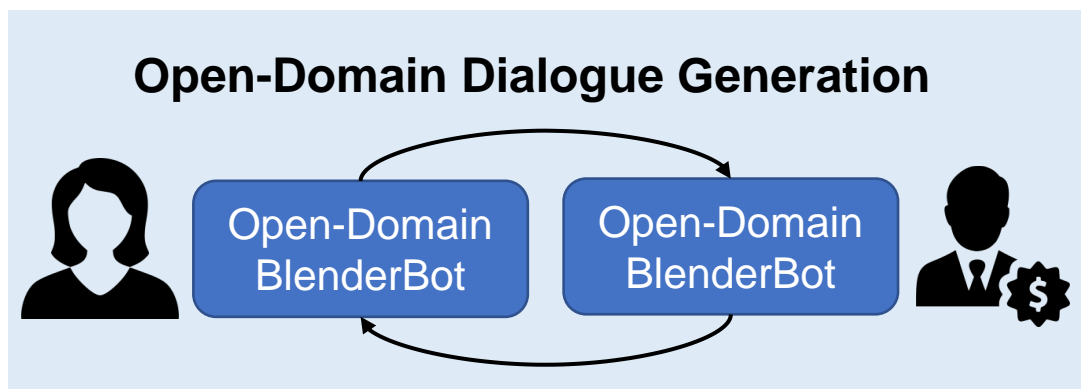 Open-Domain Dialogue Generation
Open-Domain
BlenderBot
Open-Domain
BlenderBot
$